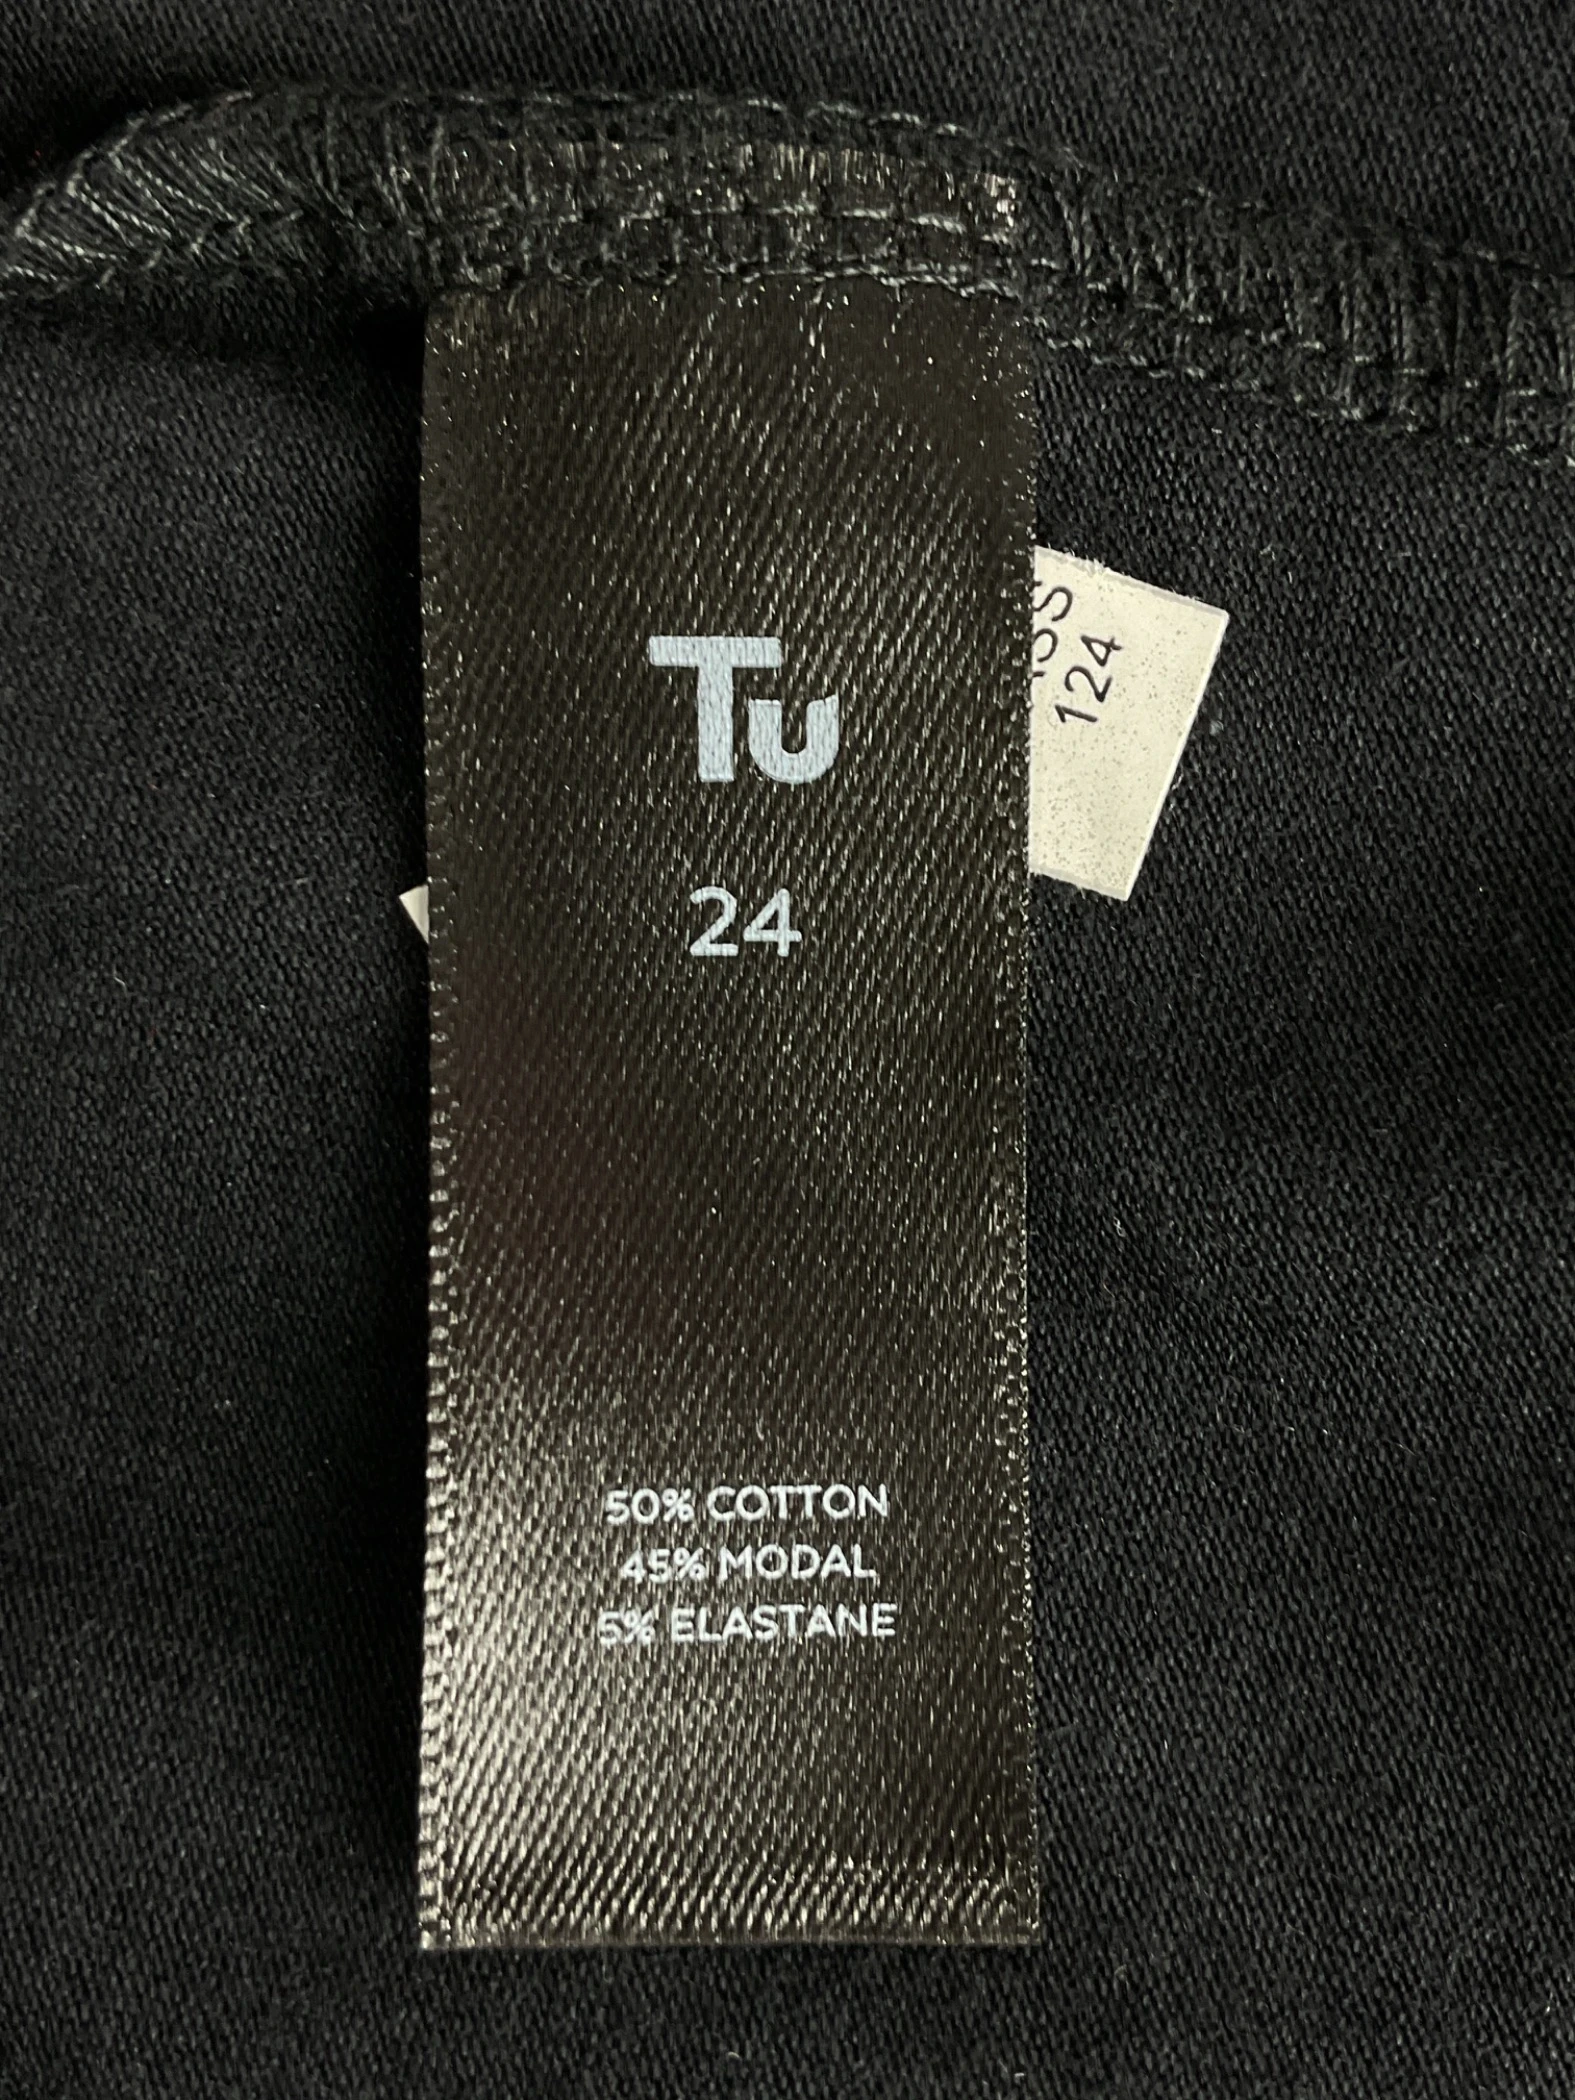 Tu
24
50% COTTON
45% MODAL
5% ELASTANE
124